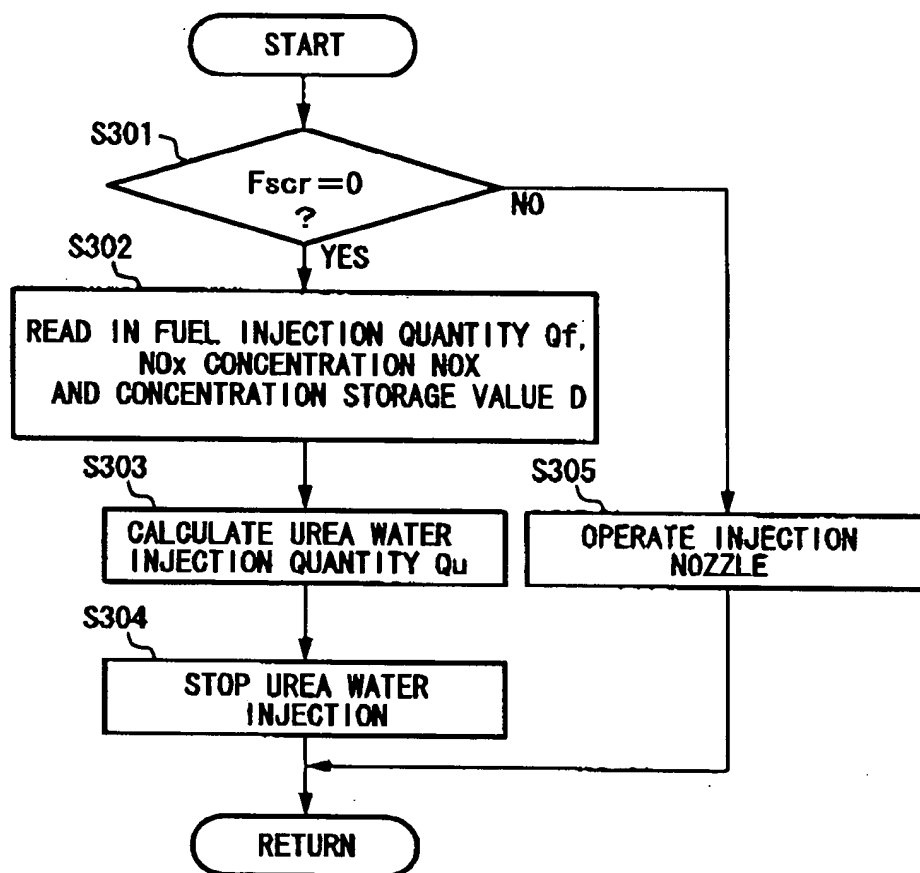 START
S301
Fscr=0
?
NO
YES
S302
READ IN FUEL INJECTION QUANTITY Qf,
NOx CONCENTRATION NOX
AND CONCENTRATION STORAGE VALUE D
S303
CALCULATE UREA WATER
INJECTION QUANTITY Qu
S305
OPERATE INJECTION
NOZZLE
S304
STOP UREA WATER
INJECTION
RETURN